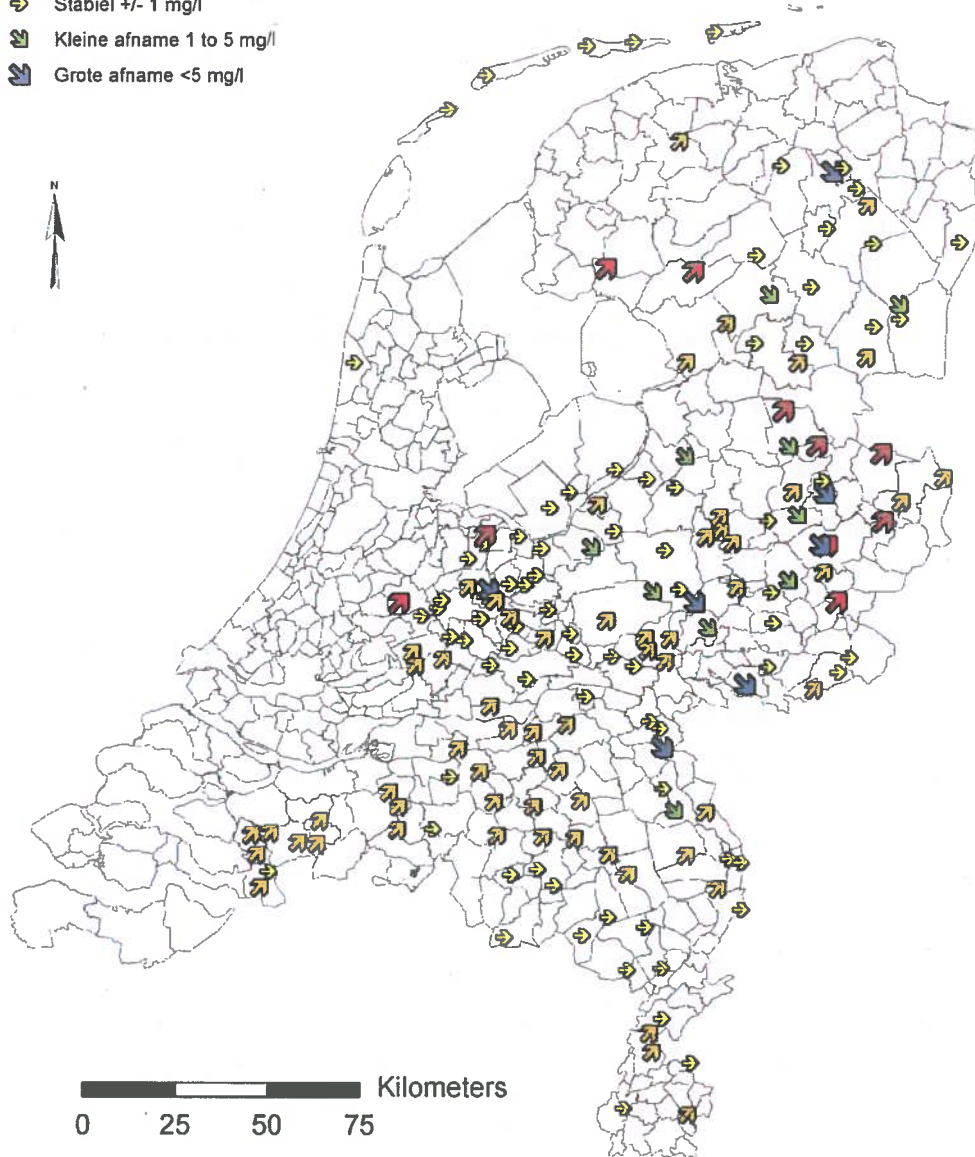 Stabiel +/- 1 mg/l
Kleine afname 1 to 5 mg/l
Grote afname <5 mg/l
N
Kilometers
0 25 50 75